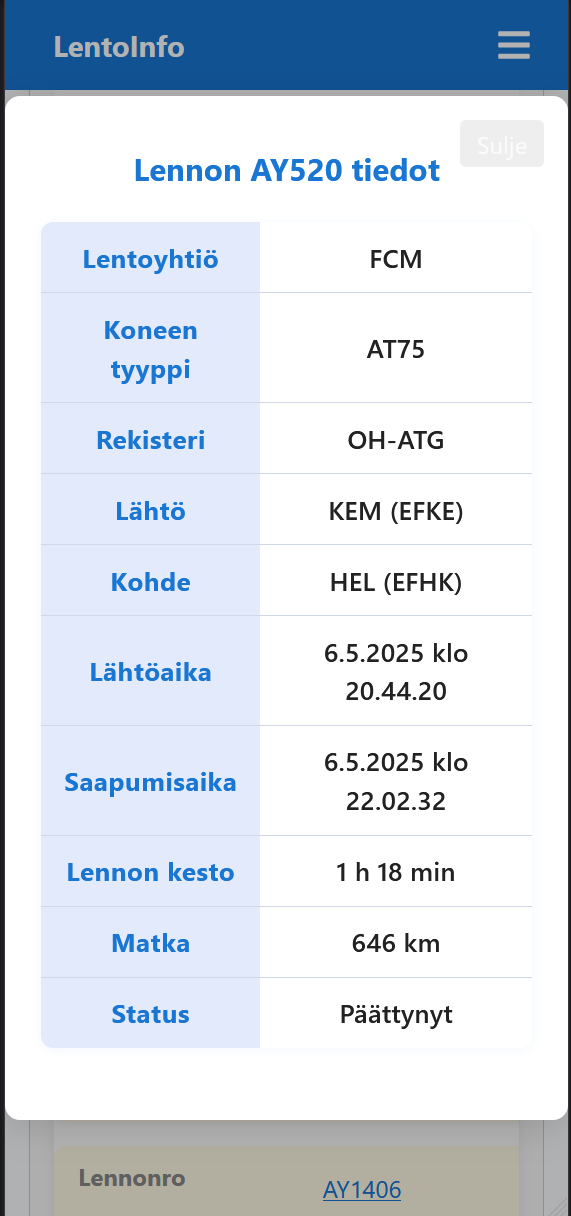 LentoInfo
Sulje
Lennon AY520 tiedot
Lentoyhtiö FCM
Koneen
tyyppi
AT75
Rekisteri OH-ATG
Lähtö KEM (EFKE)
Kohde HEL (EFHK)
Lähtöaika
6.5.2025 klo
20.44.20
Saapumisaika
6.5.2025 klo
22.02.32
Lennon kesto 1 h 18 min
Matka 646 km
Status Päättynyt
Lennonro AY1406